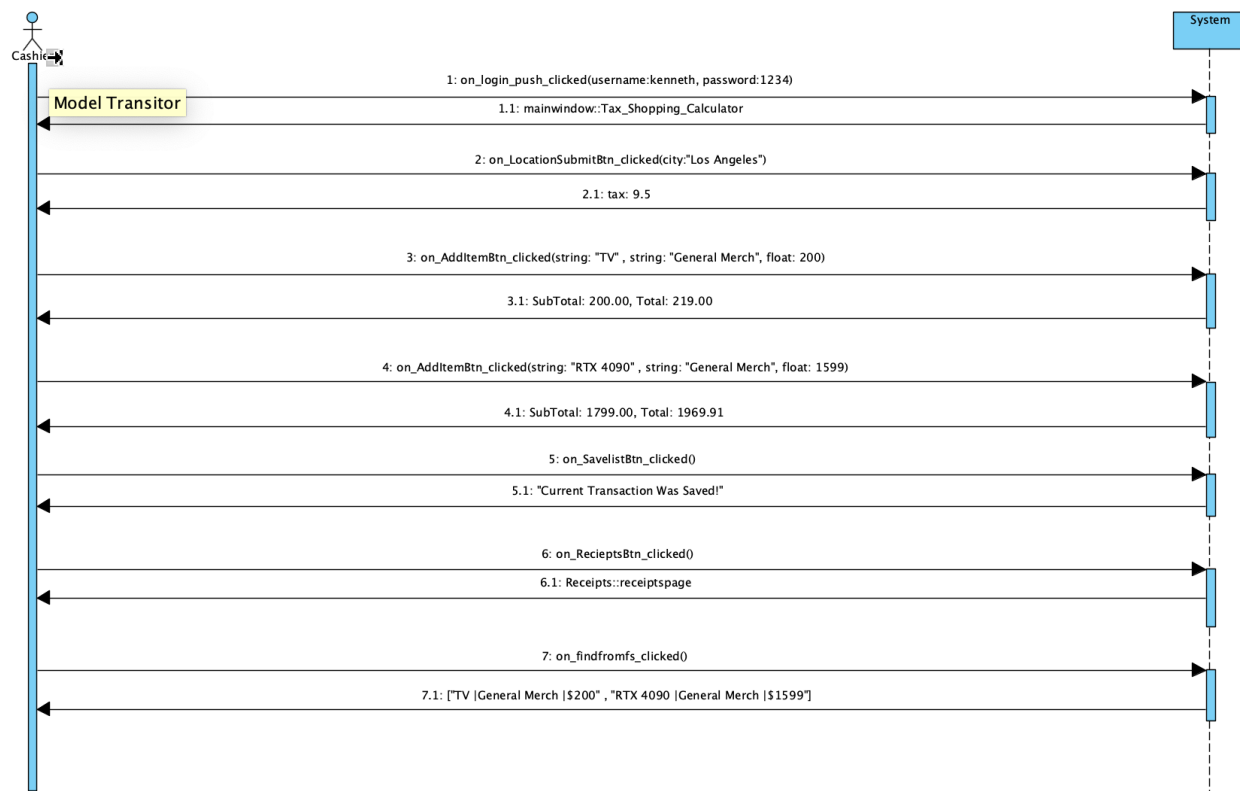 System
Cashie
1: on_login_push_clicked(username:kenneth, password:1234)
Model Transitor
1.1: mainwindow::Tax_Shopping_Calculator
2: on_LocationSubmitBtn_clicked(city:"Los Angeles")
2.1: tax: 9.5
3: on_AddItemBtn_clicked(string: "TV" , string: "General Merch", float: 200)
3.1: SubTotal: 200.00, Total: 219.00
4: on_AddItemBtn_clicked(string: "RTX 4090" , string: "General Merch", float: 1599)
4.1: SubTotal: 1799.00, Total: 1969.91
5: on_SavelistBtn_clicked()
5.1: "Current Transaction Was Saved!"
6: on_RecieptsBtn_clicked()
6.1: Receipts::receiptspage
7: on_findfromfs_clicked()
7.1: ["TV |General Merch |$200" , "RTX 4090 |General Merch |$1599"]